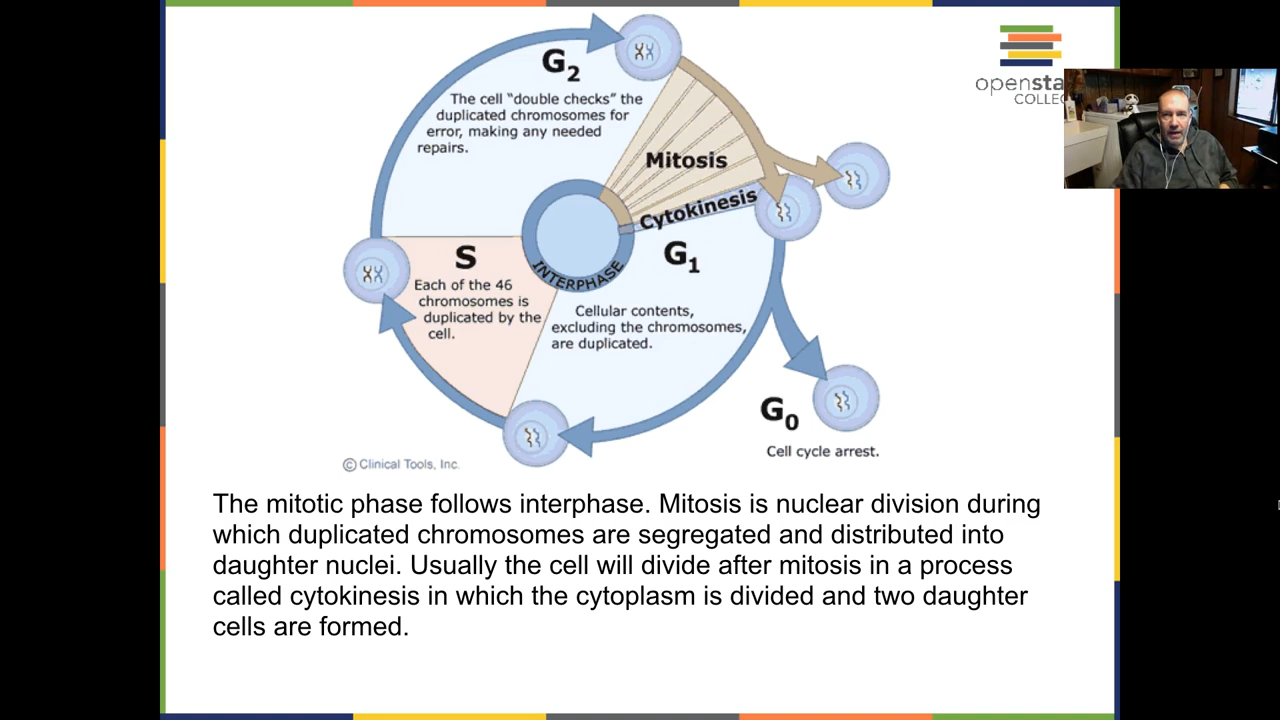 G2
The cell “double checks” the
duplicated chromosomes for
error, making any needed
repairs.
Mitosis
Cytokinesis
S
Each of the 46
chromosomes is
duplicated by the
cell.
INTERPHASE
G1
Cellular contents,
excluding the chromosomes,
are duplicated.
G0
Cell cycle arrest.
© Clinical Tools, Inc.
opensta
COLLEC
The mitotic phase follows interphase. Mitosis is nuclear division during
which duplicated chromosomes are segregated and distributed into
daughter nuclei. Usually the cell will divide after mitosis in a process
called cytokinesis in which the cytoplasm is divided and two daughter
cells are formed.